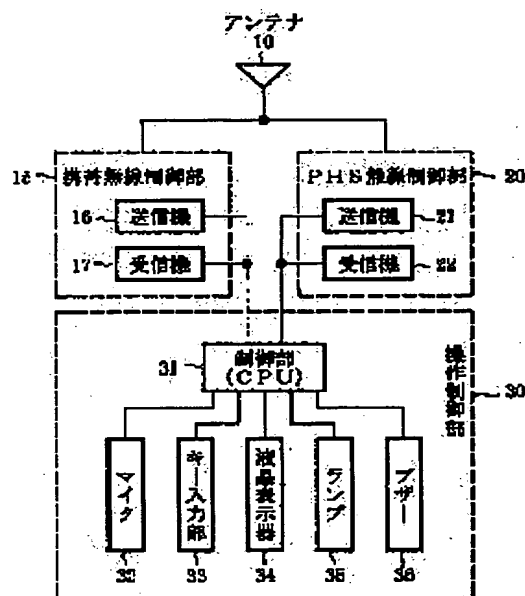 アンテナ
10
15
携帯無線制御部
16
送信機
17
受信機
PHS無線制御部
20
送信機
21
受信機
22
31
制御部
(CPU)
操作制御部
30
マイク
キー入力部
液晶表示器
ランプ
ブザー
32
33
34
35
36